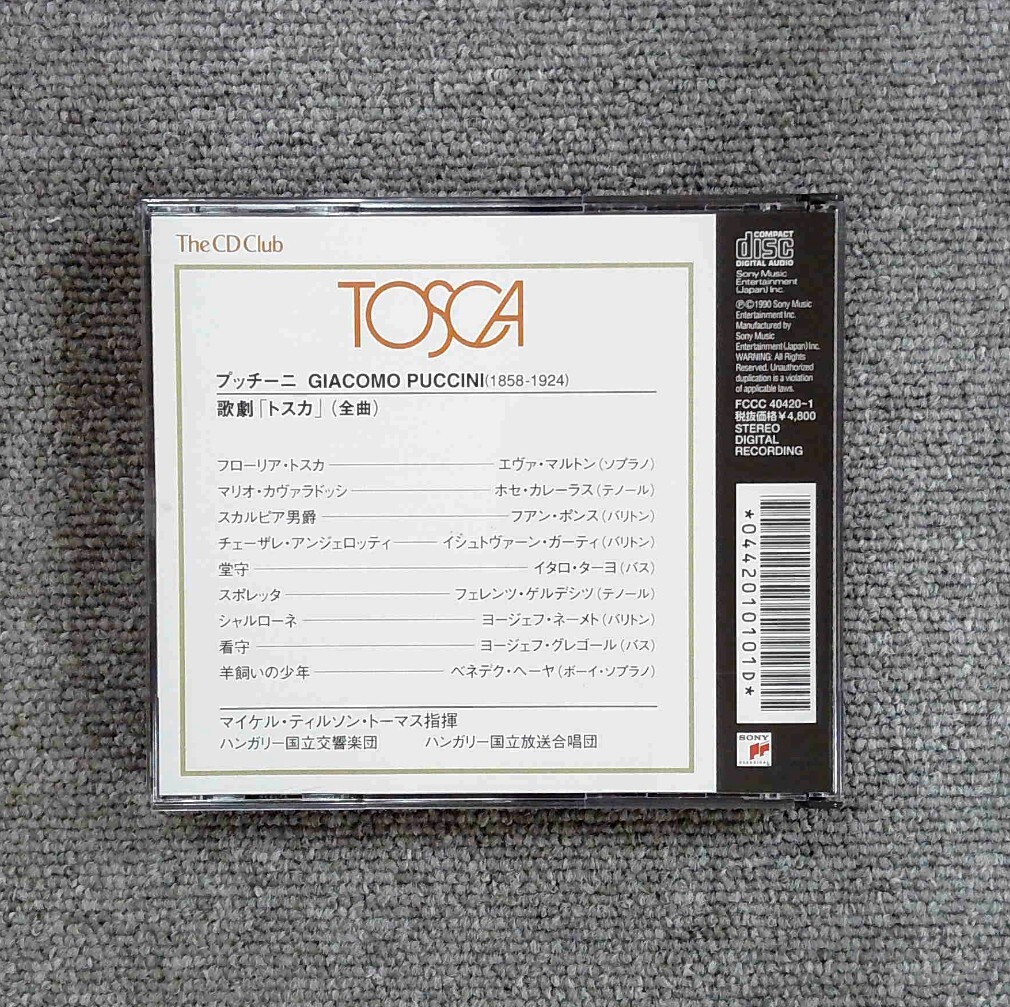 The CD Club
TOSCA
プッチーニ GIACOMO PUCCINI(1858-1924)
歌劇「トスカ」(全曲)
フローリア・トスカ―エヴァ・マルトン(ソプラノ)
マリオ・カヴァラドッシ―ホセ・カレーラス(テノール)
スカルピア男爵―フアン・ポンス(バリトン)
チェーザレ・アンジェロッティ―イシュトヴァーン・ガーティ(バリトン)
堂守―イタロ・ターヨ(バス)
スポレッタ―フェレンツ・ゲルデシツ(テノール)
シャルローネ―ヨージェフ・ネーメト(バリトン)
看守―ヨージェフ・グレゴール(バス)
羊飼いの少年―ベネデク・ヘーヤ(ボーイ・ソプラノ)
マイケル・ティルソン・トーマス指揮
ハンガリー国立交響楽団 ハンガリー国立放送合唱団
COMPACT
disc
DIGITAL AUDIO
Sony Music
Entertainment
(Japan) Inc.
Ⓟ©1990 Sony Music
Entertainment Inc.
Manufactured by
Sony Music
Entertainment (Japan) Inc.
WARNING: All Rights
Reserved. Unauthorized
duplication is a violation
of applicable laws.
FCCC 40420~1
税抜価格¥4,800
STEREO
DIGITAL
RECORDING
*04420101D*
SONY